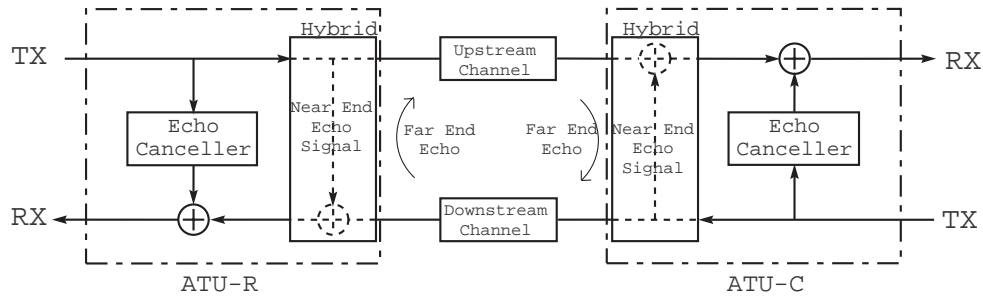 Hybrid
Hybrid
TX
Upstream
Channel
RX
Echo
Canceller
Near End
Echo
Signal
Far End
Echo
Far End
Echo
Near End
Echo
Signal
Echo
Canceller
RX
Downstream
Channel
TX
ATU-R
ATU-C